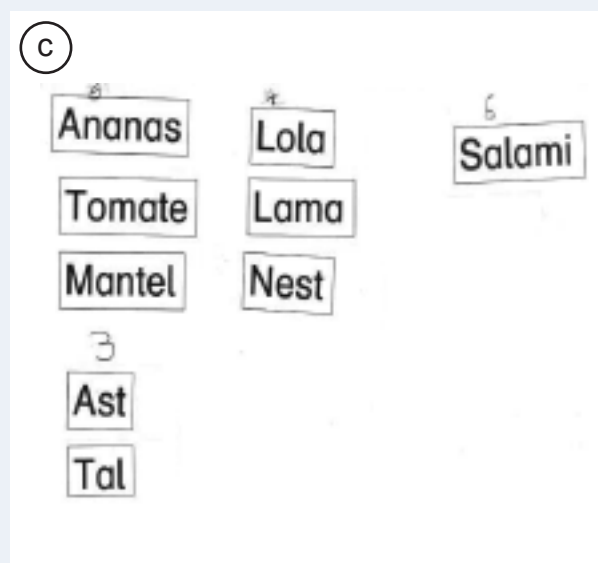 C
Ananas
Tomate
Mantel
3
Ast
Tal
Lola
Lama
Nest
6
Salami